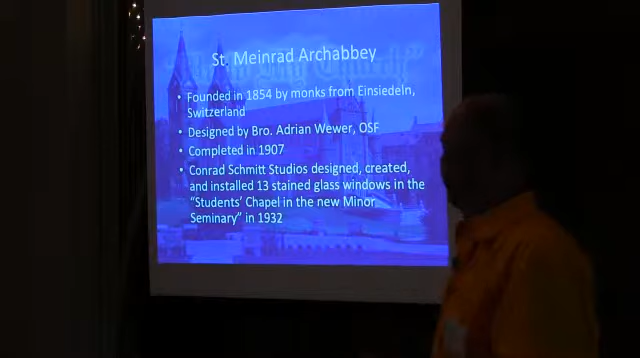 St. Meinrad Archabbey
• Founded in 1854 by monks from Einsiedeln,
Switzerland
• Designed by Bro. Adrian Wewer, OSF
• Completed in 1907
• Conrad Schmitt Studios designed, created,
and installed 13 stained glass windows in the
"Students' Chapel in the new Minor
Seminary" in 1932